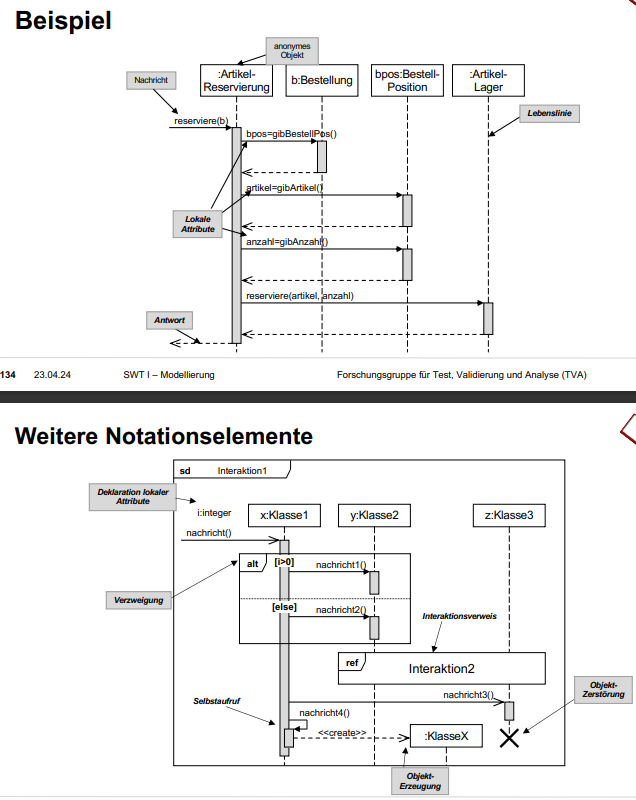 Beispiel
anonymes
Objekt
Nachricht
:Artikel-
Reservierung
b:Bestellung
bpos:Bestell-
Position
:Artikel-
Lager
Lebenslinie
reserviere(b)
bpos=gibBestellPos()
artikel=gibArtikel()
Lokale
Attribute
anzahl=gibAnzahl()
reserviere(artikel, anzahl)
Antwort
134 23.04.24 SWT I – Modellierung Forschungsgruppe für Test, Validierung und Analyse (TVA)
Weitere Notationselemente
sd Interaktion1
Deklaration lokaler
Attribute
i:integer
x:Klasse1
y:Klasse2
z:Klasse3
nachricht()
alt [i>0] nachricht1()
Verzweigung
[else] nachricht2()
Interaktionsverweis
ref Interaktion2
Objekt-
Zerstörung
Selbstaufruf
nachricht3()
nachricht4()
<<create>>
:KlasseX
Objekt-
Erzeugung